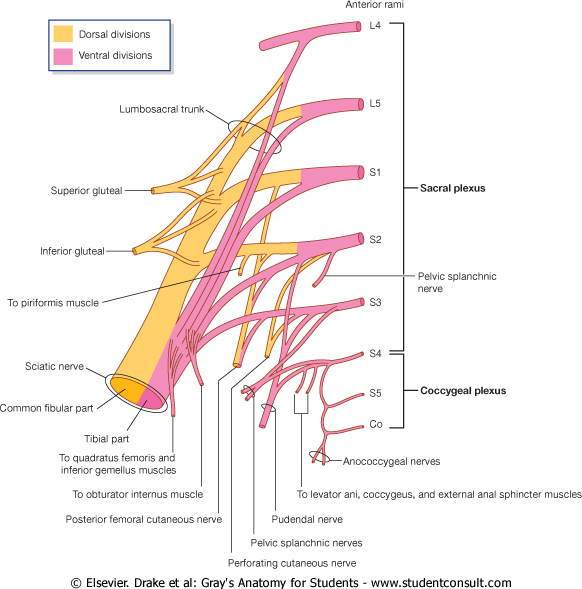 Anterior rami
Dorsal divisions
Ventral divisions
L4
Lumbosacral trunk
L5
Superior gluteal
S1
Sacral plexus
Inferior gluteal
S2
Pelvic splanchnic
nerve
To piriformis muscle
S3
Sciatic nerve
S4
Coccygeal plexus
Common fibular part
S5
Tibial part
Co
To quadratus femoris and
inferior gemellus muscles
Anococcygeal nerves
To obturator internus muscle
To levator ani, coccygeus, and external anal sphincter muscles
Posterior femoral cutaneous nerve
Pudendal nerve
Pelvic splanchnic nerves
Perforating cutaneous nerve
© Elsevier. Drake et al: Gray's Anatomy for Students - www.studentconsult.com